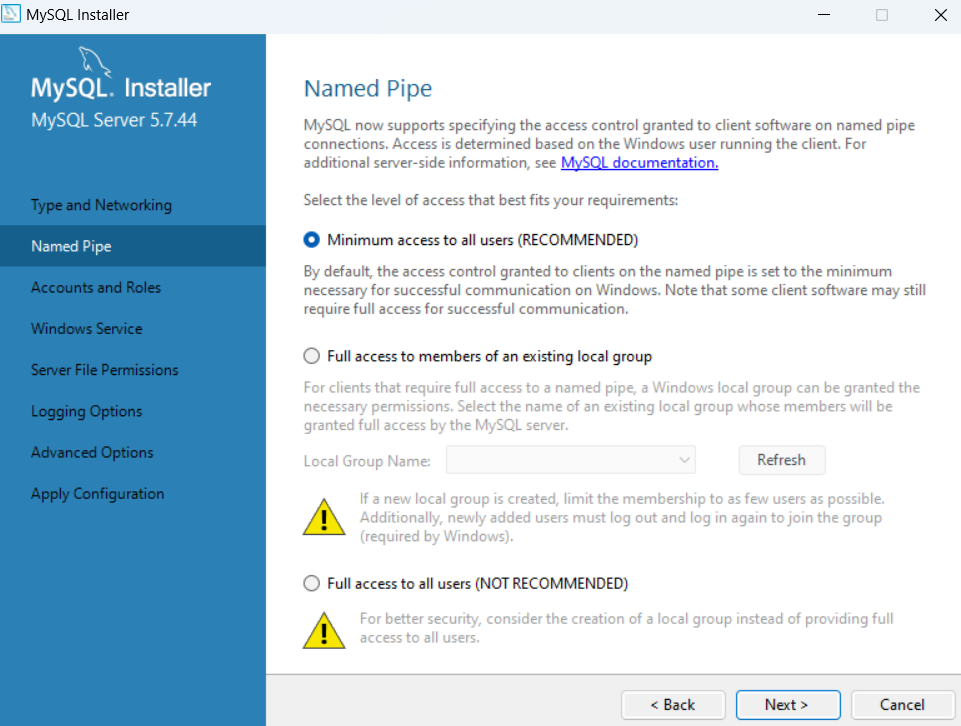 MySQL Installer
MySQL. Installer
MySQL Server 5.7.44
Type and Networking
Named Pipe
Accounts and Roles
Windows Service
Server File Permissions
Logging Options
Advanced Options
Apply Configuration
Named Pipe
MySQL now supports specifying the access control granted to client software on named pipe
connections. Access is determined based on the Windows user running the client. For
additional server-side information, see MySQL documentation.
Select the level of access that best fits your requirements:
Minimum access to all users (RECOMMENDED)
By default, the access control granted to clients on the named pipe is set to the minimum
necessary for successful communication on Windows. Note that some client software may still
require full access for successful communication.
Full access to members of an existing local group
For clients that require full access to a named pipe, a Windows local group can be granted the
necessary permissions. Select the name of an existing local group whose members will be
granted full access by the MySQL server.
Local Group Name:
Refresh
If a new local group is created, limit the membership to as few users as possible.
Additionally, newly added users must log out and log in again to join the group
(required by Windows).
Full access to all users (NOT RECOMMENDED)
For better security, consider the creation of a local group instead of providing full
access to all users.
< Back
Next >
Cancel